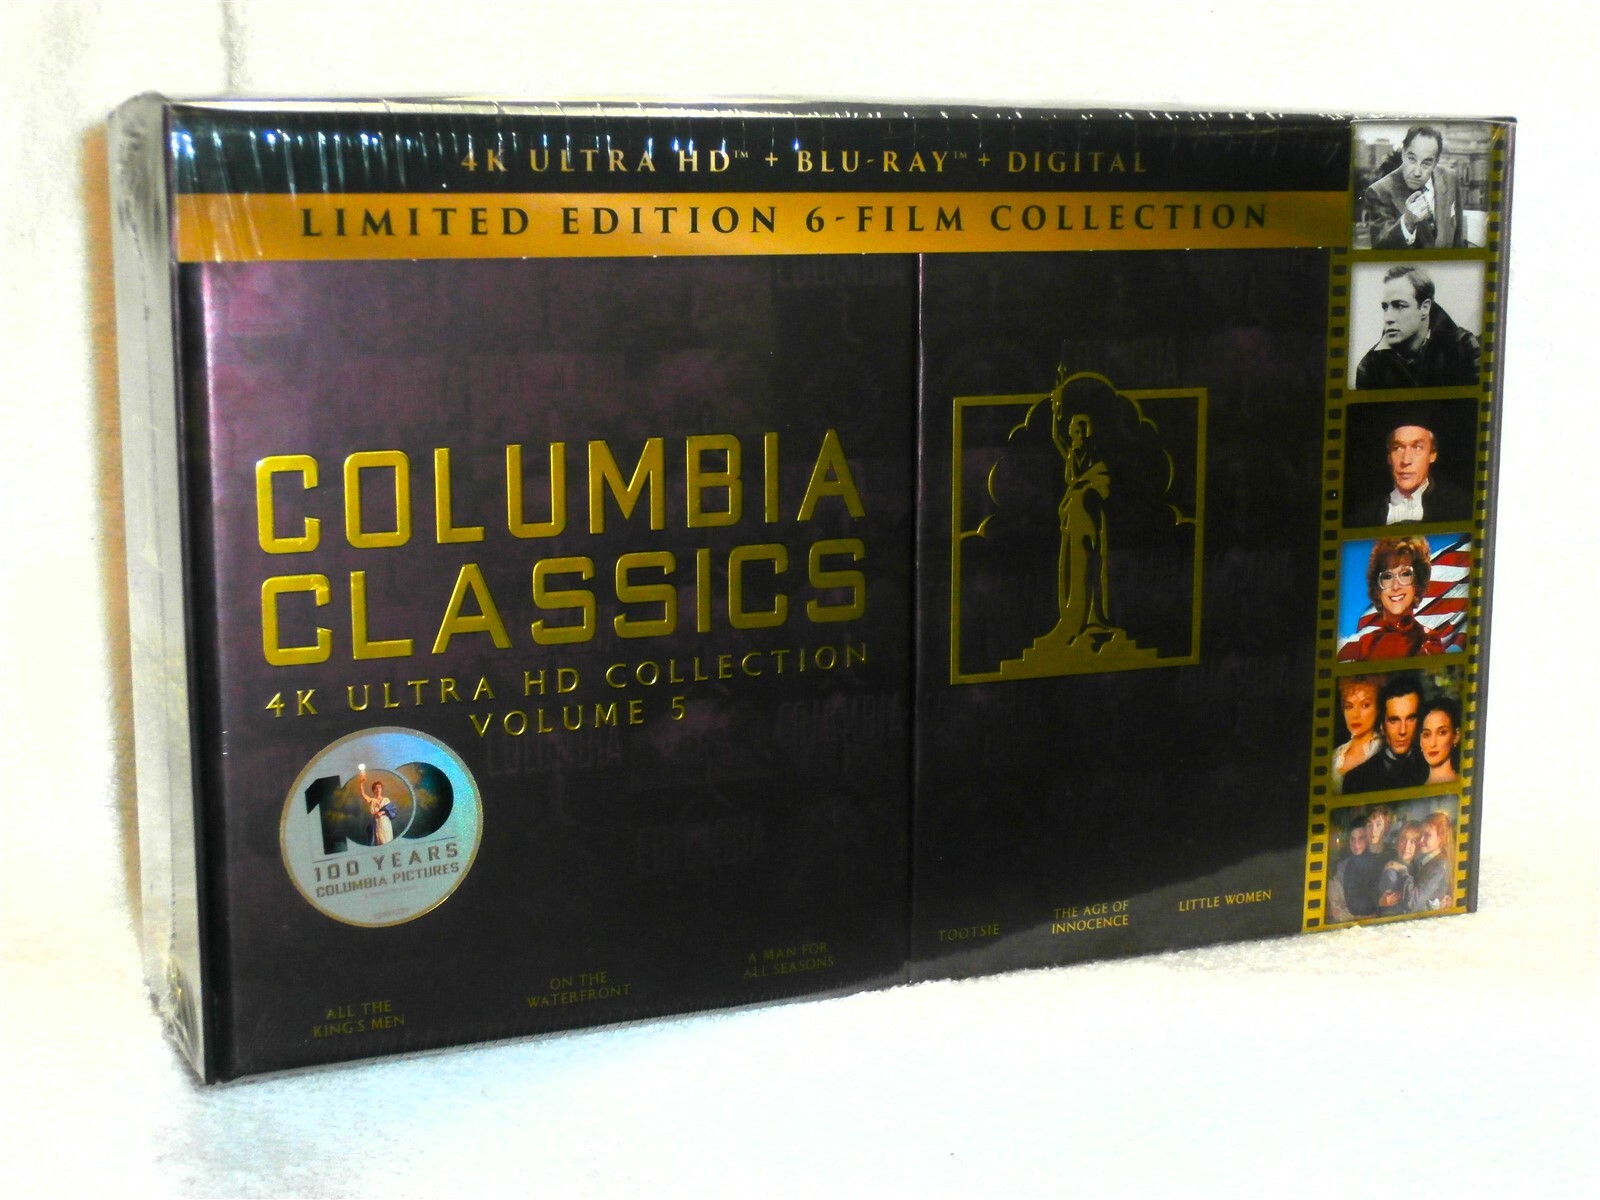 4K ULTRA HD™ + BLU-RAY™ + DIGITAL
LIMITED EDITION 6-FILM COLLECTION
COLUMBIA
CLASSICS
4K ULTRA HD COLLECTION
VOLUME 5
100
100 YEARS
COLUMBIA PICTURES
ALL THE
KING'S MEN
ON THE
WATERFRONT
A MAN FOR
ALL SEASONS
TOOTSIE
THE AGE OF
INNOCENCE
LITTLE WOMEN